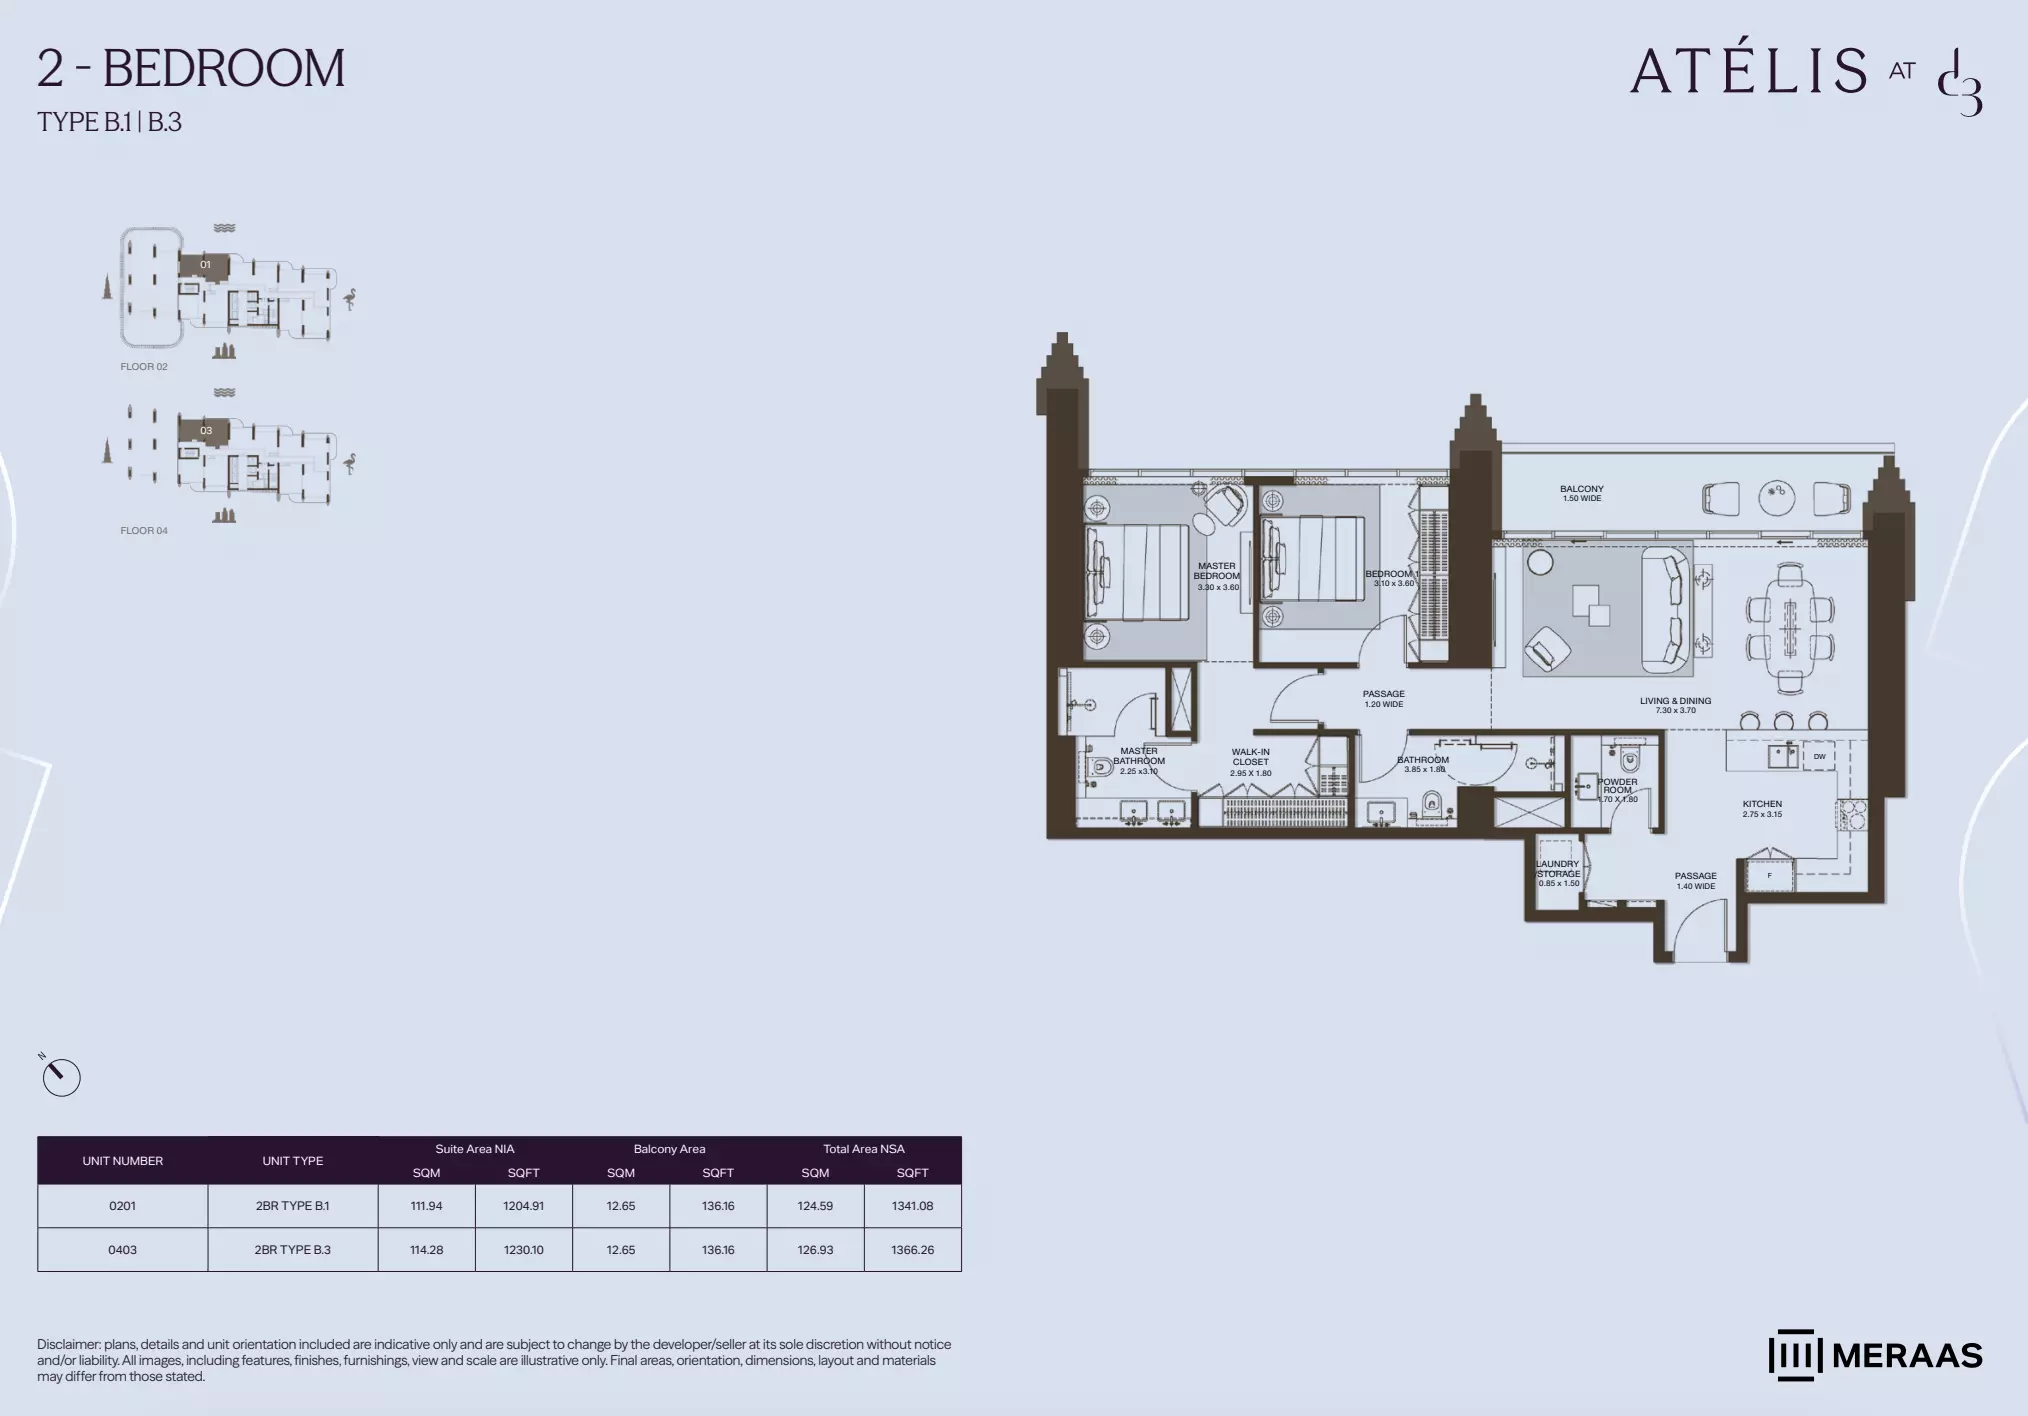 2 - BEDROOM
TYPE B.1 | B.3
ATÉLIS AT d3
01
FLOOR 02
03
FLOOR 04
BALCONY
1.50 WIDE
MASTER
BEDROOM
3.30 x 3.60
BEDROOM 1
3.10 x 3.60
PASSAGE
1.20 WIDE
LIVING & DINING
7.30 x 3.70
MASTER
BATHROOM
2.25 x3.10
WALK-IN
CLOSET
2.95 X 1.80
BATHROOM
3.85 x 1.80
POWDER
ROOM
1.70 X 1.80
DW
KITCHEN
2.75 x 3.15
LAUNDRY
/STORAGE
0.85 x 1.50
PASSAGE
1.40 WIDE
F
N
UNIT NUMBER UNIT TYPE Suite Area NIA Balcony Area Total Area NSA
SQM SQFT SQM SQFT SQM SQFT
0201 2BR TYPE B.1 111.94 1204.91 12.65 136.16 124.59 1341.08
0403 2BR TYPE B.3 114.28 1230.10 12.65 136.16 126.93 1366.26
Disclaimer: plans, details and unit orientation included are indicative only and are subject to change by the developer/seller at its sole discretion without notice
and/or liability. All images, including features, finishes, furnishings, view and scale are illustrative only. Final areas, orientation, dimensions, layout and materials
may differ from those stated.
MERAAS